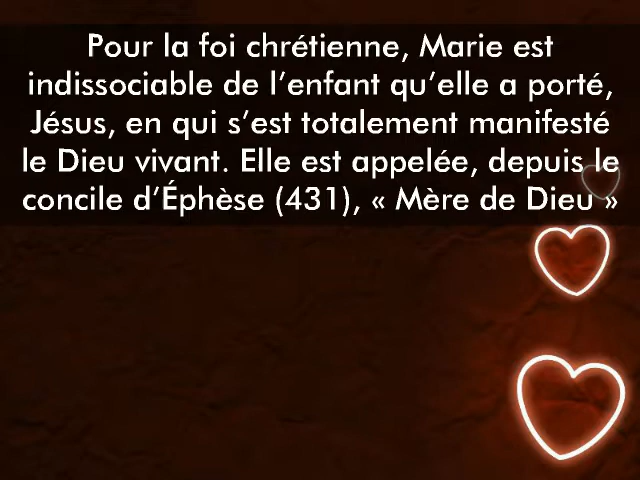 Pour la foi chrétienne, Marie est
indissociable de l’enfant qu’elle a porté,
Jésus, en qui s’est totalement manifesté
le Dieu vivant. Elle est appelée, depuis le
concile d’Éphèse (431), « Mère de Dieu »